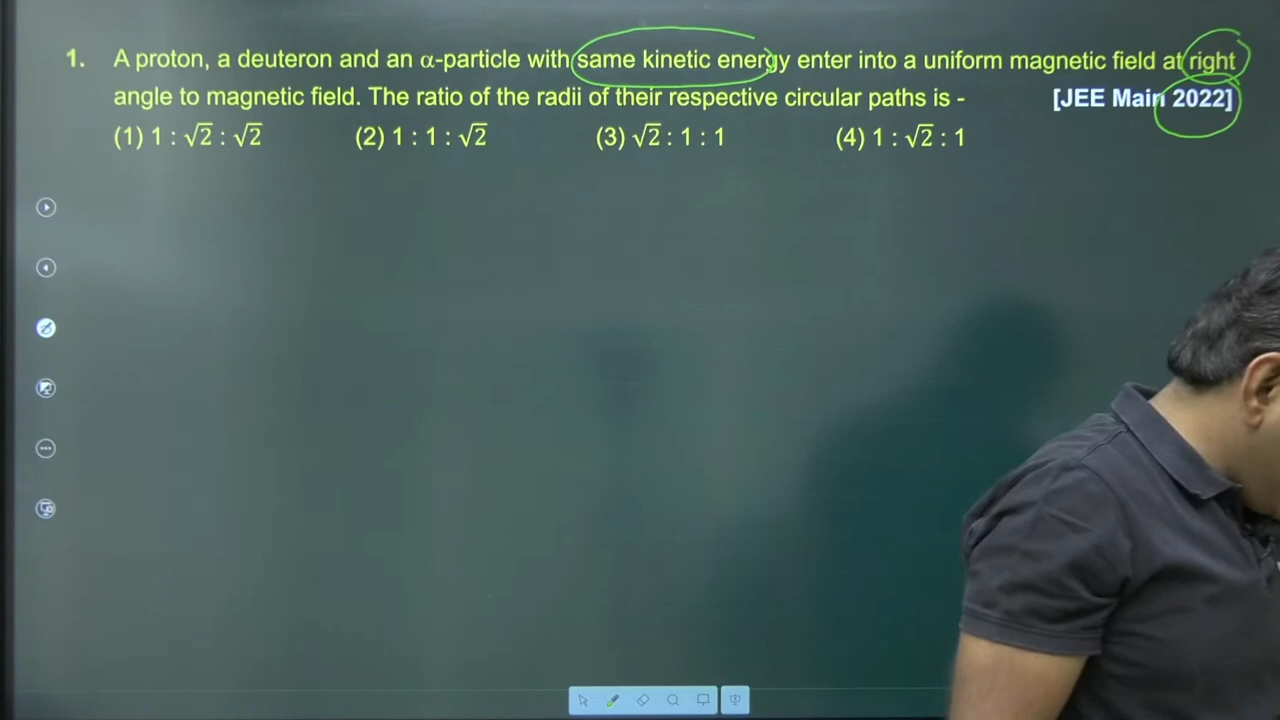 1. A proton, a deuteron and an α-particle with same kinetic energy enter into a uniform magnetic field at right
angle to magnetic field. The ratio of the radii of their respective circular paths is - [JEE Main 2022]
(1) 1 : √2 : √2 (2) 1 : 1 : √2 (3) √2 : 1 : 1 (4) 1 : √2 : 1